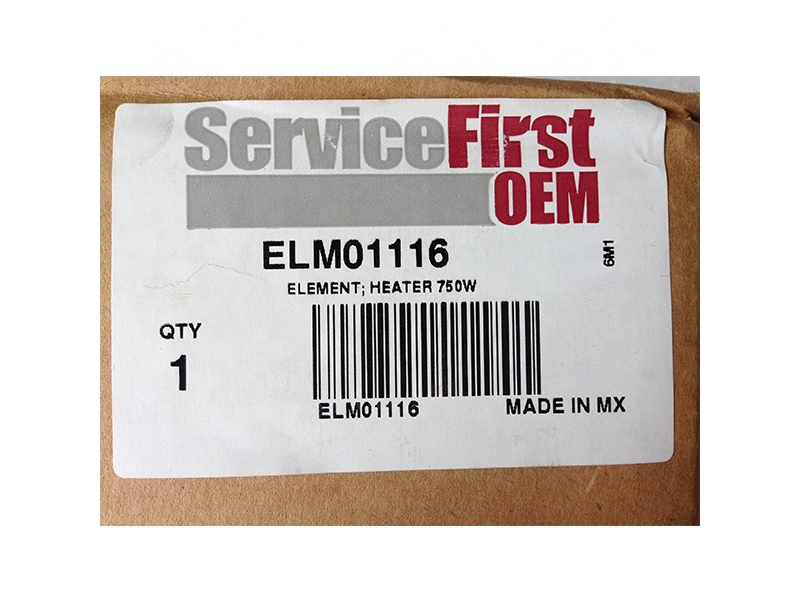 ServiceFirst
OEM
ELM01116
6M1
ELEMENT; HEATER 750W
QTY
1
ELM01116
MADE IN MX